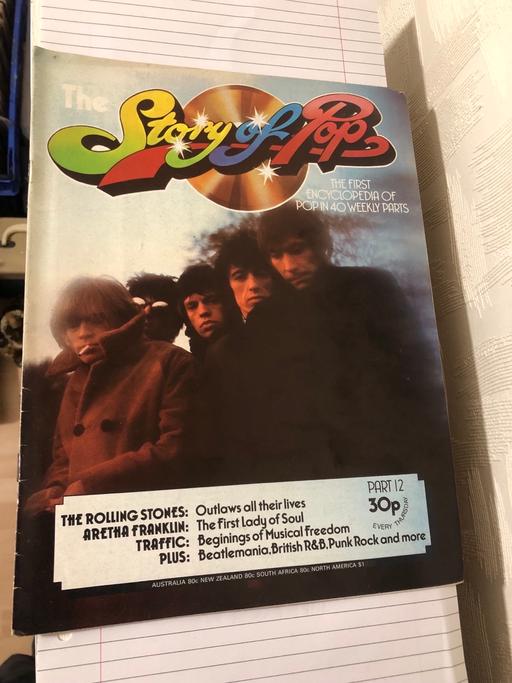 The Story of Pop
THE FIRST
ENCYCLOPEDIA OF
POP IN 40 WEEKLY PARTS
PART 12
30p
EVERY THURSDAY
THE ROLLING STONES: Outlaws all their lives
ARETHA FRANKLIN: The First lady of Soul
TRAFFIC: Beginings of Musical Freedom
PLUS: Beatlemania, British R&B, Punk Rock and more
AUSTRALIA 80c NEW ZEALAND 80c SOUTH AFRICA 80c NORTH AMERICA $1